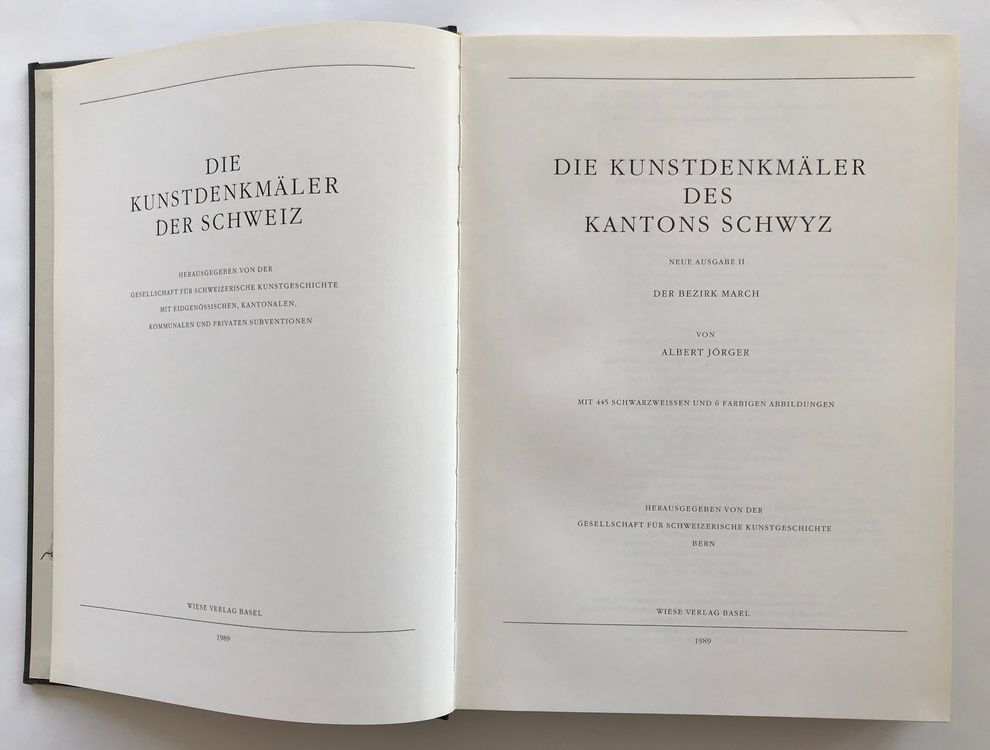 DIE
KUNSTDENKMÄLER
DER SCHWEIZ
HERAUSGEGEBEN VON DER
GESELLSCHAFT FÜR SCHWEIZERISCHE KUNSTGESCHICHTE
MIT EIDGENÖSSISCHEN, KANTONALEN,
KOMMUNALEN UND PRIVATEN SUBVENTIONEN
WIESE VERLAG BASEL
1989
DIE KUNSTDENKMÄLER
DES
KANTONS SCHWYZ
NEUE AUSGABE II
DER BEZIRK MARCH
VON
ALBERT JÖRGER
MIT 445 SCHWARZWEISSEN UND 6 FARBIGEN ABBILDUNGEN
HERAUSGEGEBEN VON DER
GESELLSCHAFT FÜR SCHWEIZERISCHE KUNSTGESCHICHTE
BERN
WIESE VERLAG BASEL
1989